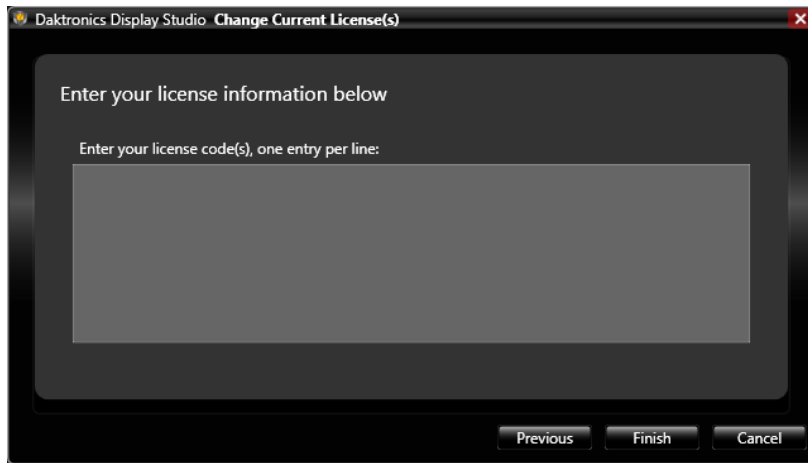 Daktronics Display Studio Change Current License(s)
Enter your license information below
Enter your license code(s), one entry per line:
Previous Finish Cancel